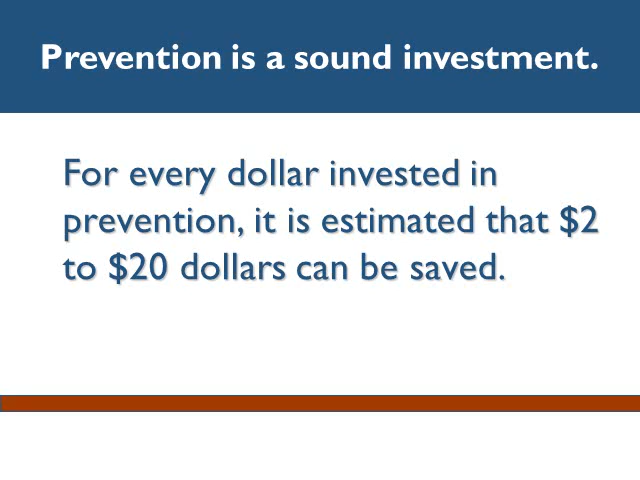 Prevention is a sound investment.
For every dollar invested in
prevention, it is estimated that $2
to $20 dollars can be saved.